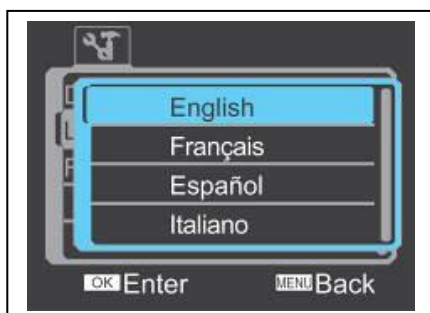 English
Français
Español
Italiano
OK Enter MENU Back